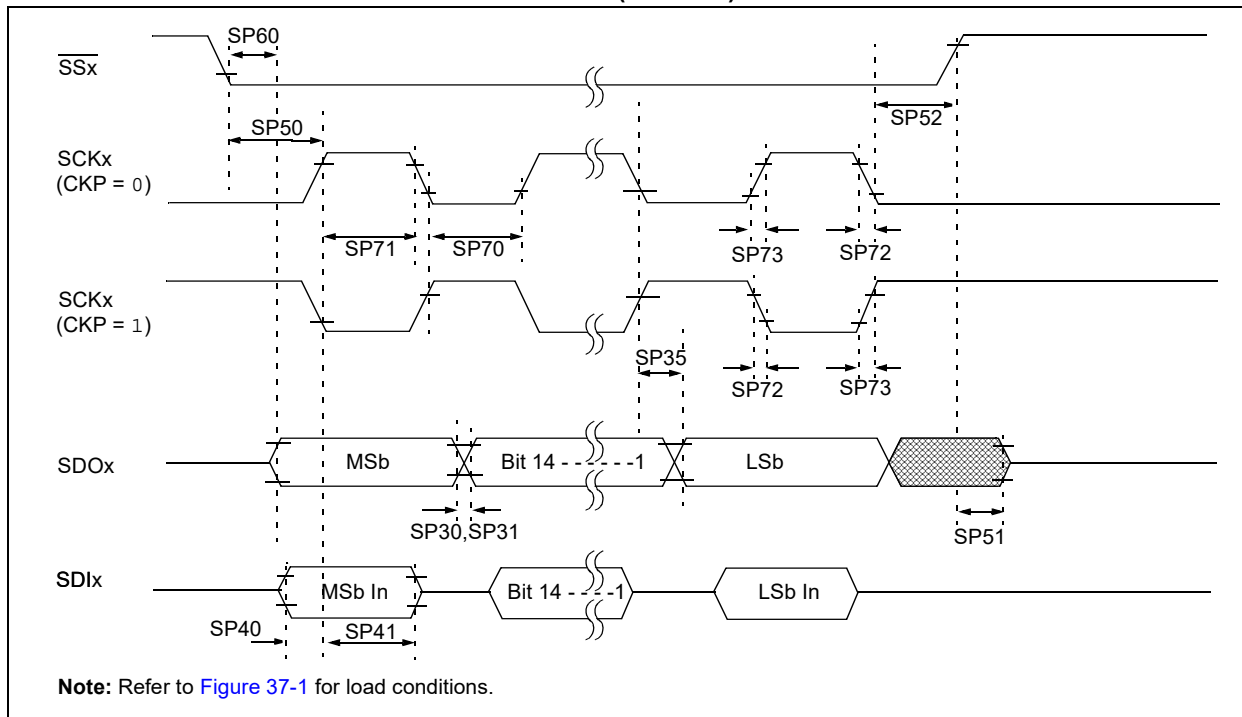 SP60
SSx
SP50
SP52
SCKx
(CKP = 0)
SP71
SP70
SP73
SP72
SCKx
(CKP = 1)
SP35
SP72
SP73
SDOx
MSb
Bit 14 - - - - - -1
LSb
SP30,SP31
SP51
SDIx
MSb In
Bit 14 - - - -1
LSb In
SP40
SP41
Note: Refer to Figure 37-1 for load conditions.